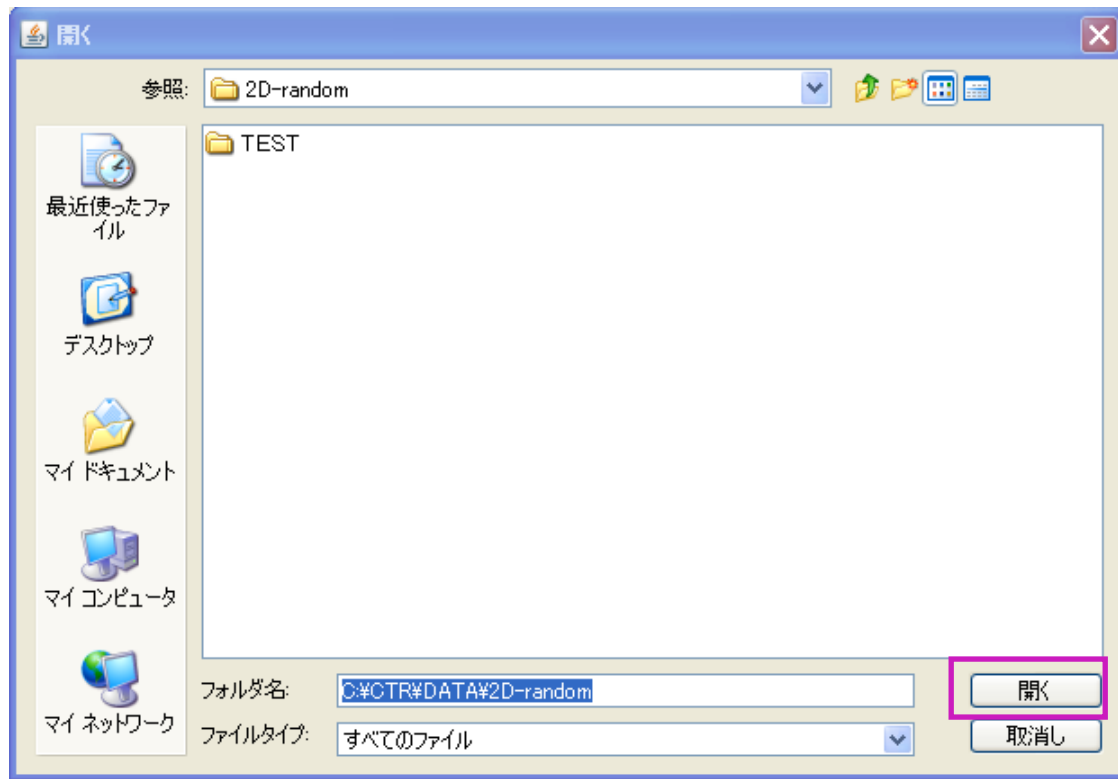 開く
参照: 2D-random
TEST
最近使ったファ
イル
デスクトップ
マイ ドキュメント
マイ コンピュータ
マイ ネットワーク
フォルダ名: C:¥CTR¥DATA¥2D-random
開く
ファイルタイプ: すべてのファイル
取消し